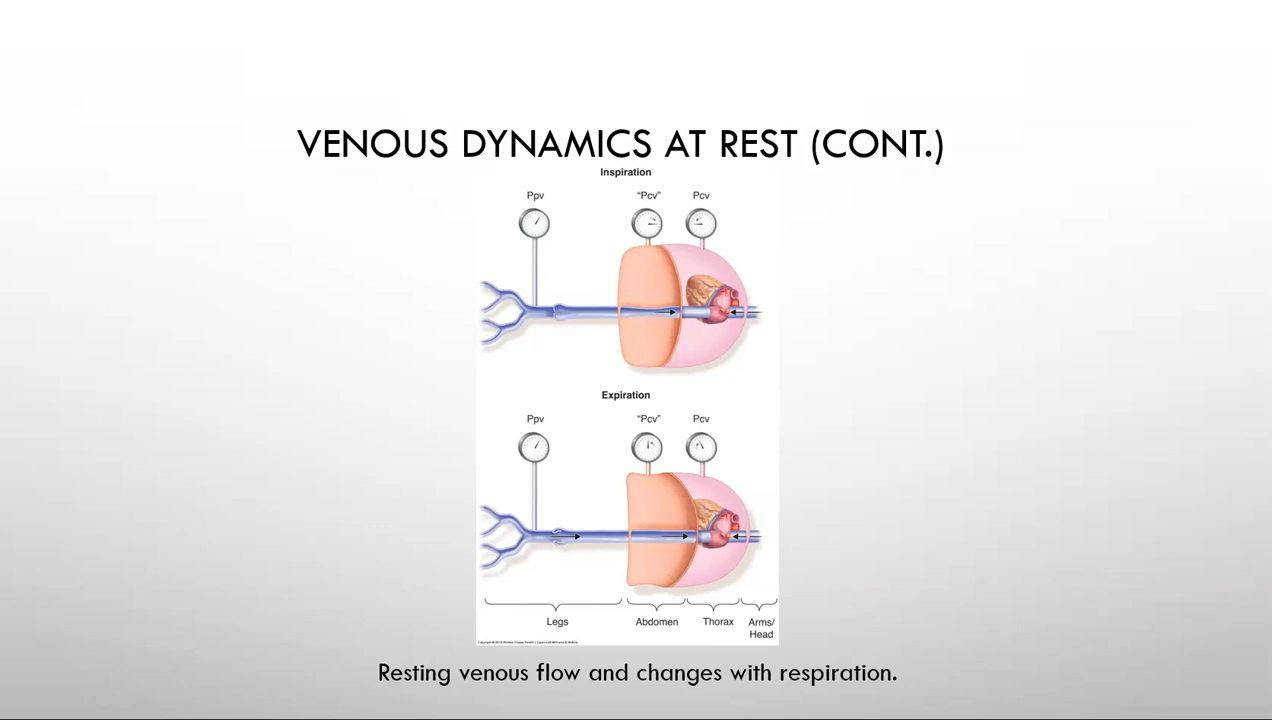 VENOUS DYNAMICS AT REST (CONT.)
Inspiration
Ppv "Pcv" Pcv
Expiration
Ppv "Pcv" Pcv
Legs Abdomen Thorax Arms/
Head
Resting venous flow and changes with respiration.